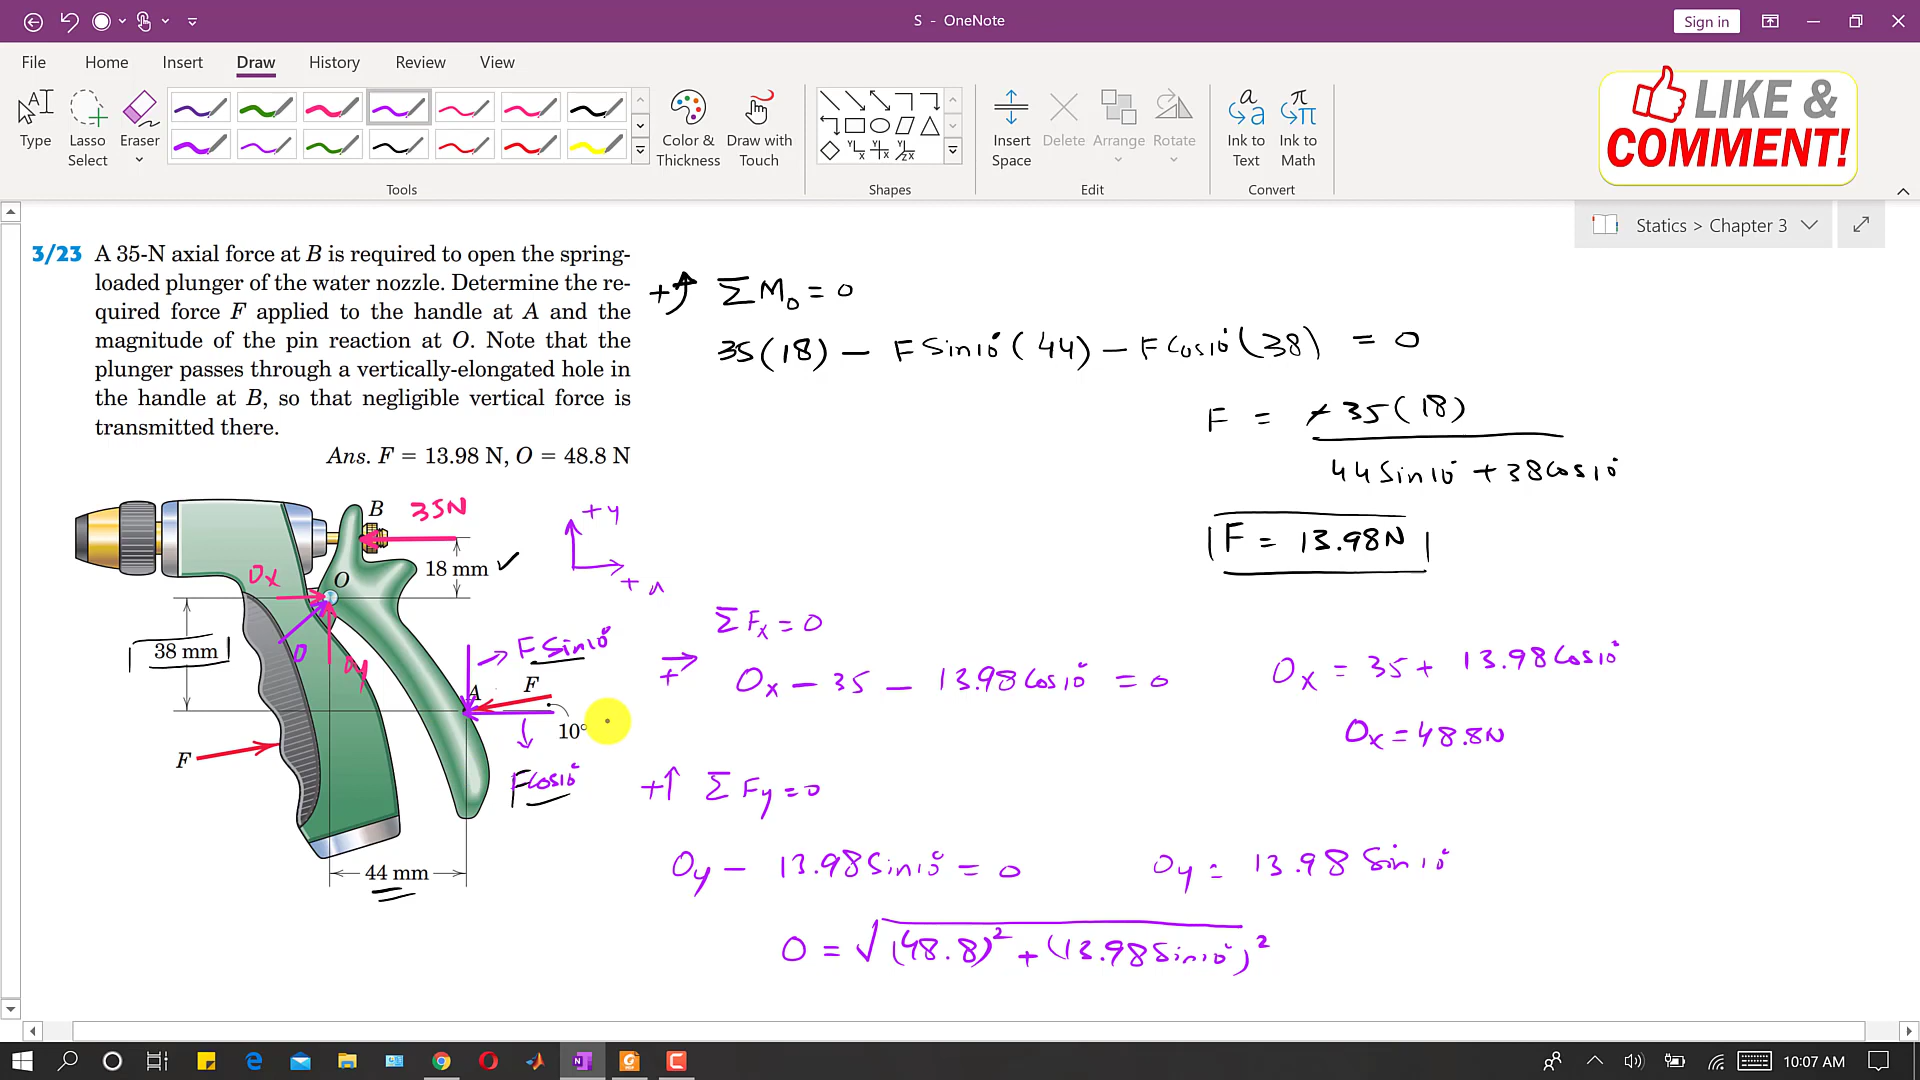 S - OneNote
Sign in
File Home Insert Draw History Review View
Type
Lasso Select
Eraser
Color & Thickness
Draw with Touch
Insert Space
Delete
Arrange
Rotate
Ink to Text
Ink to Math
Tools
Shapes
Edit
Convert
LIKE &
COMMENT!
Statics > Chapter 3
3/23 A 35-N axial force at B is required to open the spring-
loaded plunger of the water nozzle. Determine the re-
quired force F applied to the handle at A and the
magnitude of the pin reaction at O. Note that the
plunger passes through a vertically-elongated hole in
the handle at B, so that negligible vertical force is
transmitted there.
Ans. F = 13.98 N, O = 48.8 N
+ ΣM₀ = 0
35(18) – F Sin10° (44) – F Cos10° (38) = 0
F = 35(18)
44 Sin10° + 38 Cos10°
F = 13.98N
B
35N
18 mm ✓
+y
Ox
O
38 mm
O
Oy
F Sin10°
A
F
10°
F
F Cos10°
44 mm
ΣFx = 0
+→ Ox – 35 – 13.98 Cos10° = 0
Ox = 35 + 13.98 Cos10°
Ox = 48.8N
+↑ ΣFy = 0
Oy – 13.98 Sin10° = 0
Oy = 13.98 Sin10°
O = √(48.8)² + (13.98 Sin10°)²
10:07 AM